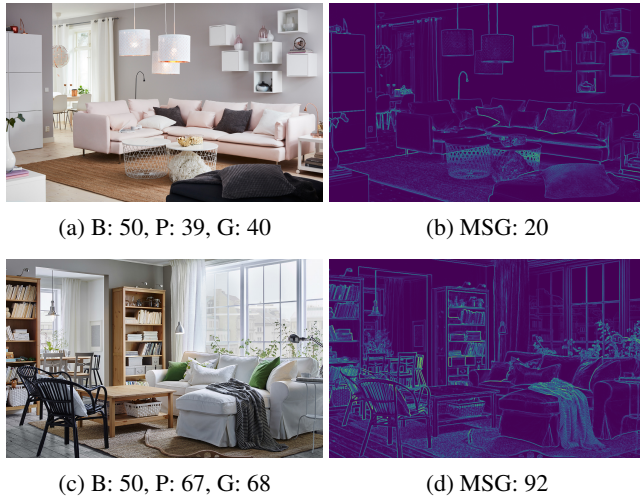 (a) B: 50, P: 39, G: 40
(b) MSG: 20
(c) B: 50, P: 67, G: 68
(d) MSG: 92